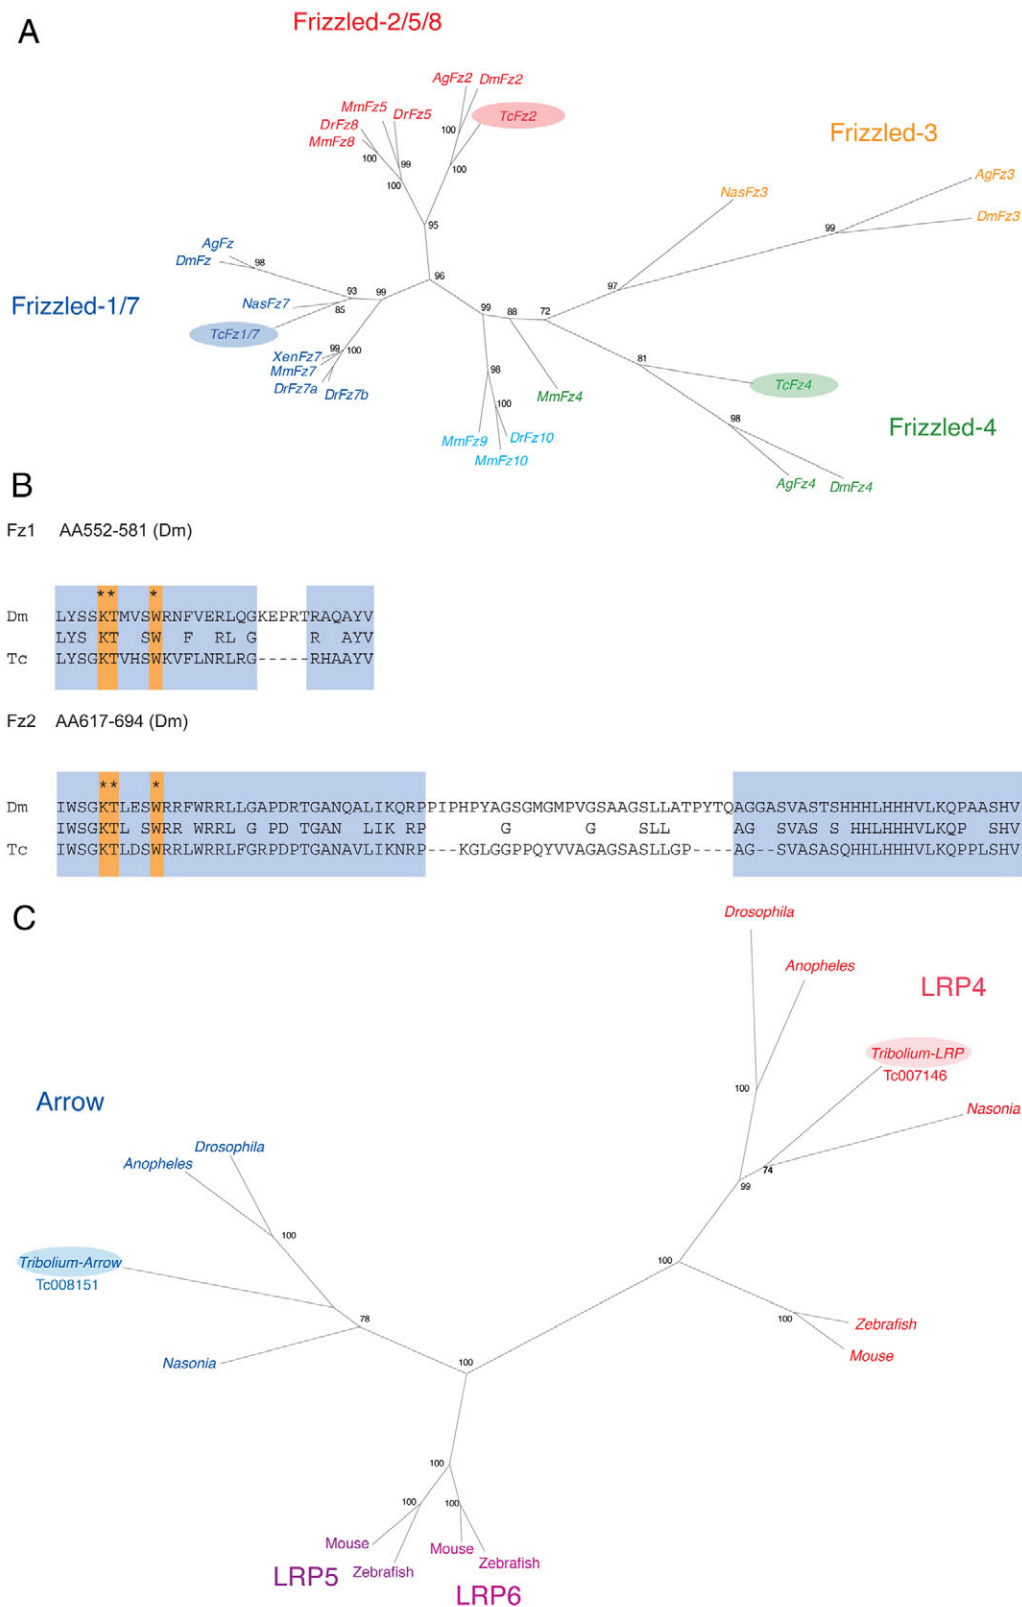 A
Frizzled-2/5/8
AgFz2 DmFz2
MmFz5
DrFz5
TcFz2
DrFz8
MmFz8
100
100
99
100
100
95
Frizzled-3
AgFz3
NasFz3
DmFz3
99
97
AgFz
DmFz
98
96
Frizzled-1/7
93
99
NasFz7
85
TcFz1/7
99
88
72
XenFz7
99
100
MmFz7
DrFz7a
DrFz7b
98
MmFz4
100
MmFz9
DrFz10
MmFz10
81
TcFz4
98
Frizzled-4
AgFz4
DmFz4
B
Fz1 AA552-581 (Dm)
** *
Dm LYSSKTMVSWRNFVERLQGKEPRTRAQAYV
LYS KT SW F RL G R AYV
Tc LYSGKTVHSWKVFLNRLRG-----RHAAYV
Fz2 AA617-694 (Dm)
** *
Dm IWSGKTLESWRRFWRRLLGAPDRTGANQALIKQRPPIPHPYAGSGMGMPVGSAAGSLLATPYTQAGGASVASTSHHHLHHHVLKQPAASHV
IWSGKTL SWRR WRRL G PD TGAN LIK RP G G SLL AG SVAS S HHLHHHVLKQP SHV
Tc IWSGKTLDSWRRLWRRLFGRPDPTGANAVLIKNRP---KGLGGPPQYVVAGAGSASLLGP----AG--SVASASQHHLHHHVLKQPPLSHV
C
Drosophila
Anopheles
LRP4
Tribolium-LRP
Tc007146
100
Nasonia
74
99
Arrow
Drosophila
Anopheles
100
Tribolium-Arrow
Tc008151
78
Nasonia
100
100
Zebrafish
100
Mouse
100
100
100
Mouse
Zebrafish
Mouse
Zebrafish
LRP5
LRP6